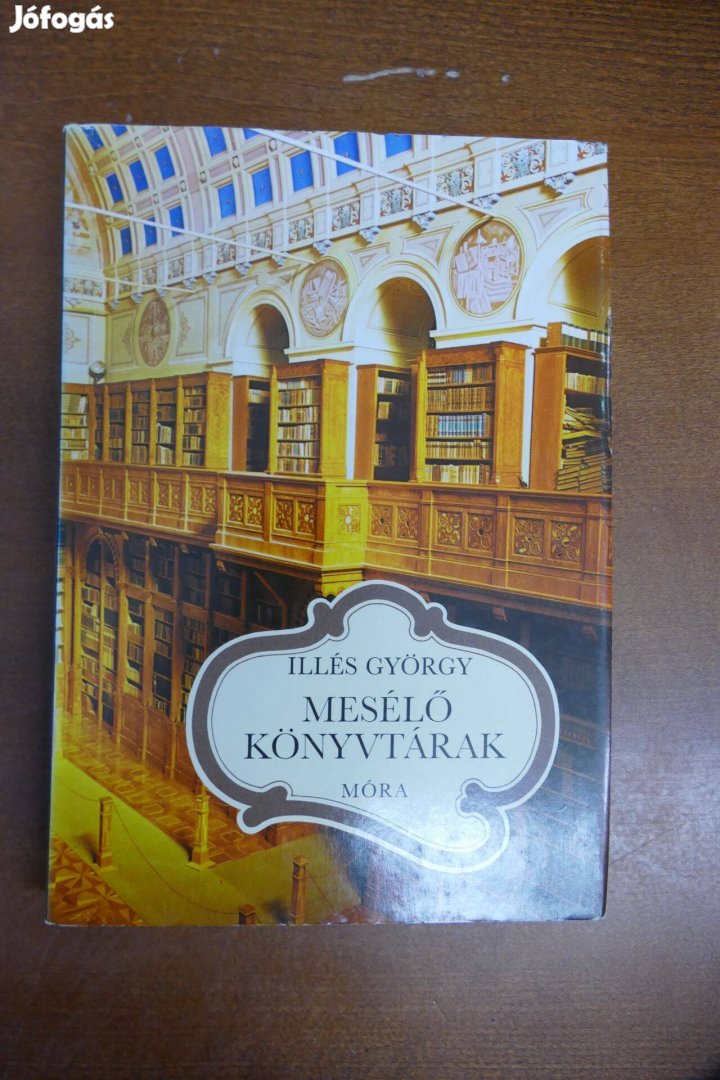 Jófogás
ILLÉS GYÖRGY
MESÉLŐ
KÖNYVTÁRAK
MÓRA